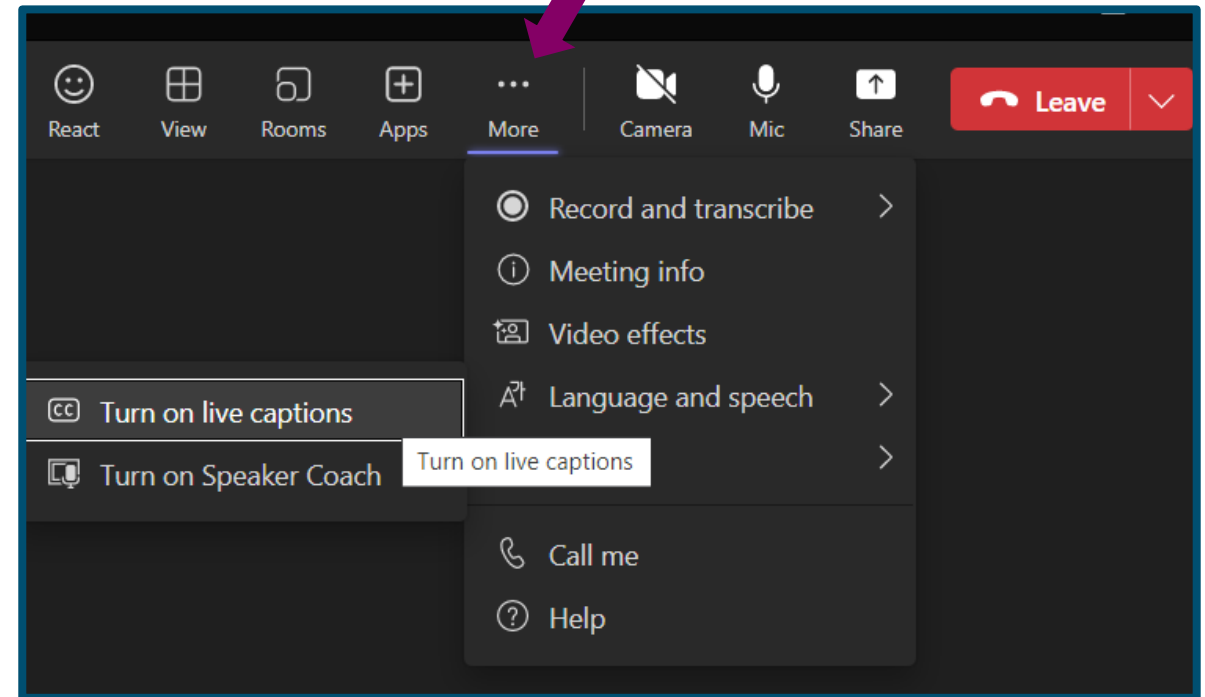 React View Rooms Apps More Camera Mic Share Leave
Record and transcribe
Meeting info
Video effects
Language and speech
Turn on live captions
Turn on live captions
Turn on Speaker Coach
Call me
Help